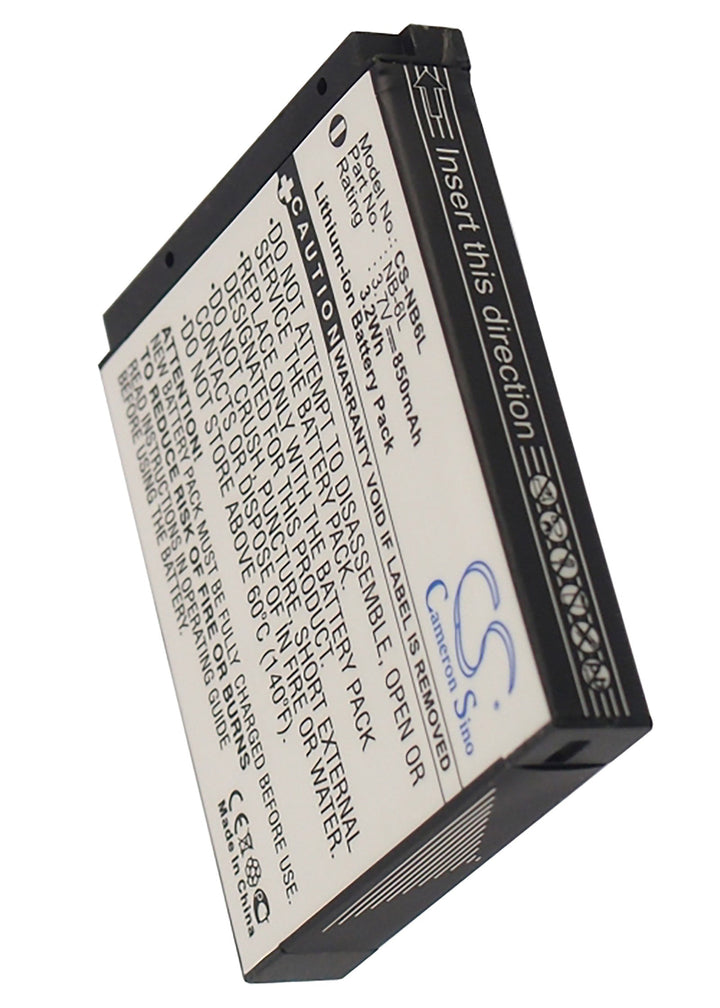 Insert this direction
Model No.: CS-NB6L
Part No. : NB-6L
Rating : 3.7V 850mAh
3.2Wh
Lithium-ion Battery Pack
CAUTION WARRANTY VOID IF LABEL IS REMOVED
-DO NOT ATTEMPT TO DISASSEMBLE, OPEN OR
SERVICE THE BATTERY PACK.
-REPLACE ONLY WITH THE BATTERY PACK
DESIGNATED FOR THIS PRODUCT.
-DO NOT CRUSH, PUNCTURE, SHORT EXTERNAL
CONTACTS OR DISPOSE OF IN FIRE OR WATER.
-DO NOT STORE ABOVE 60°C (140°F).
ATTENTION:
NEW BATTERY PACK MUST BE FULLY CHARGED BEFORE USE.
TO REDUCE RISK OF FIRE OR BURNS
READ INSTRUCTIONS IN OPERATING
THE BATTERY.
CS
Cameron Sino
CE
Made in China